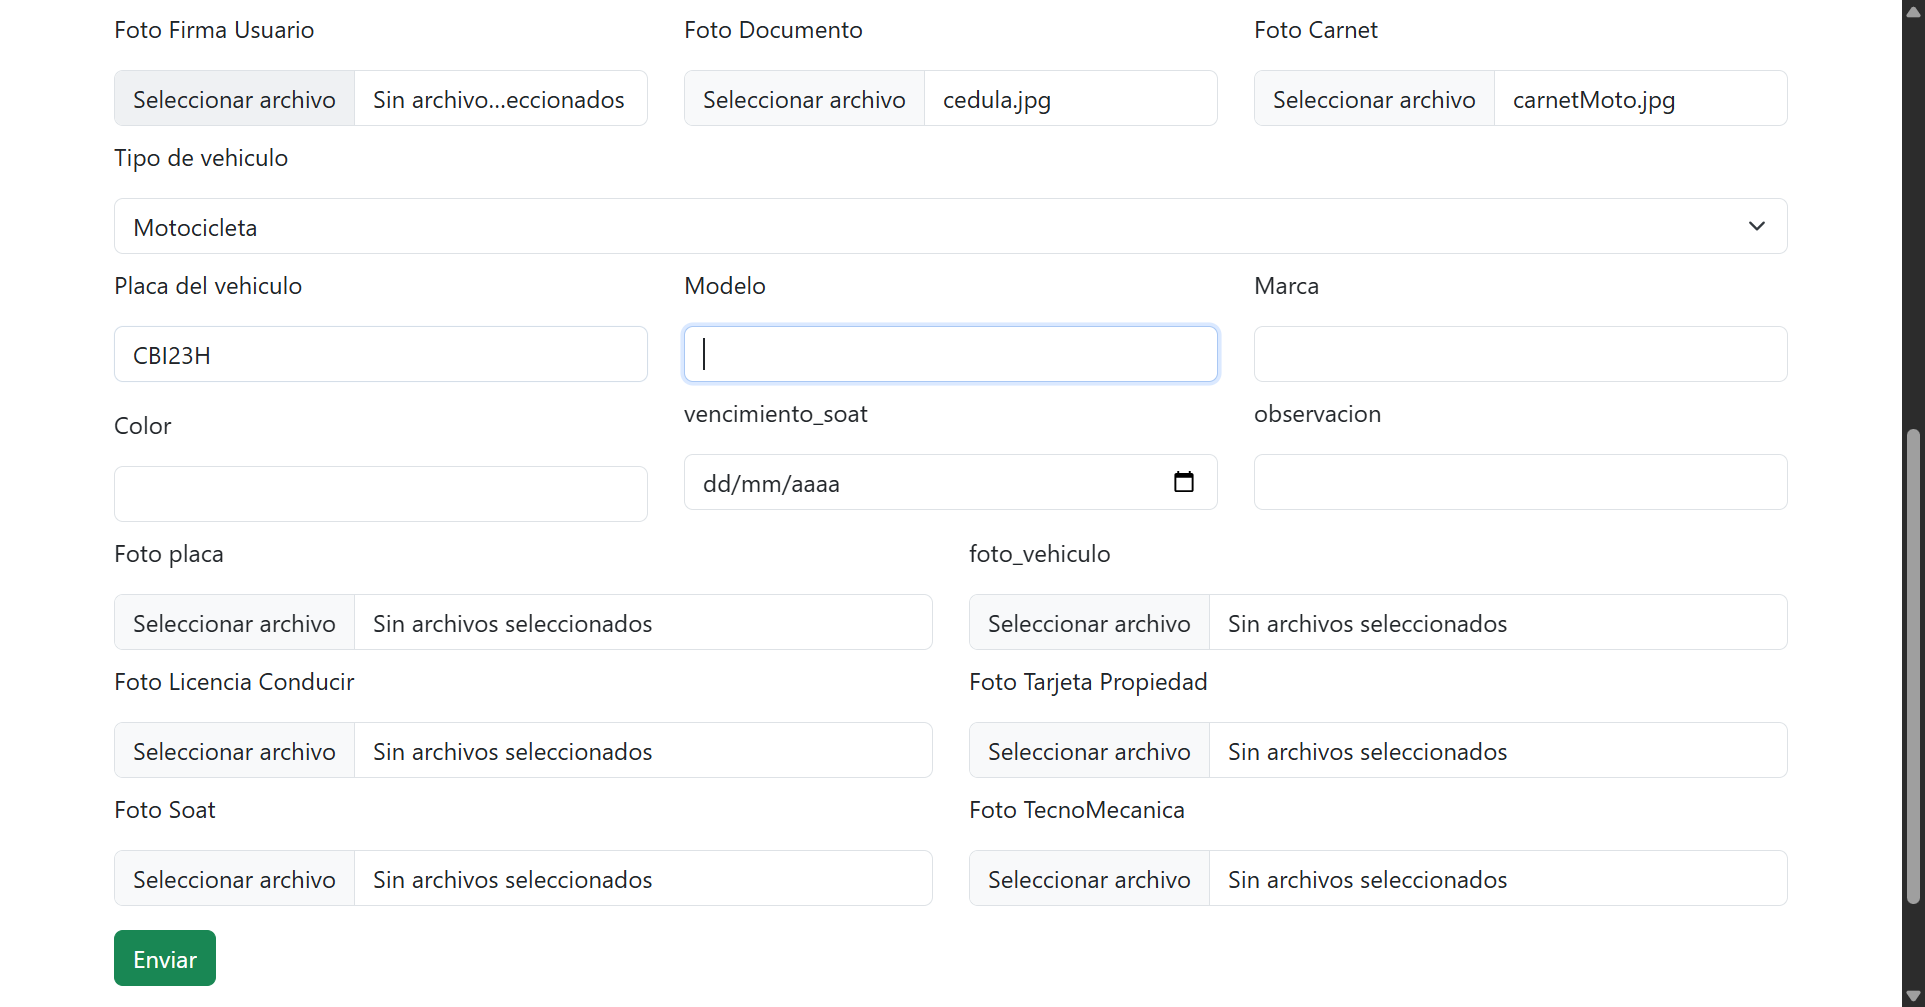 Foto Firma Usuario
Foto Documento
Foto Carnet
Seleccionar archivo Sin archivo...eccionados
Seleccionar archivo cedula.jpg
Seleccionar archivo carnetMoto.jpg
Tipo de vehiculo
Motocicleta
Placa del vehiculo
Modelo
Marca
CBI23H
Color
vencimiento_soat
observacion
dd/mm/aaaa
Foto placa
foto_vehiculo
Seleccionar archivo Sin archivos seleccionados
Seleccionar archivo Sin archivos seleccionados
Foto Licencia Conducir
Foto Tarjeta Propiedad
Seleccionar archivo Sin archivos seleccionados
Seleccionar archivo Sin archivos seleccionados
Foto Soat
Foto TecnoMecanica
Seleccionar archivo Sin archivos seleccionados
Seleccionar archivo Sin archivos seleccionados
Enviar